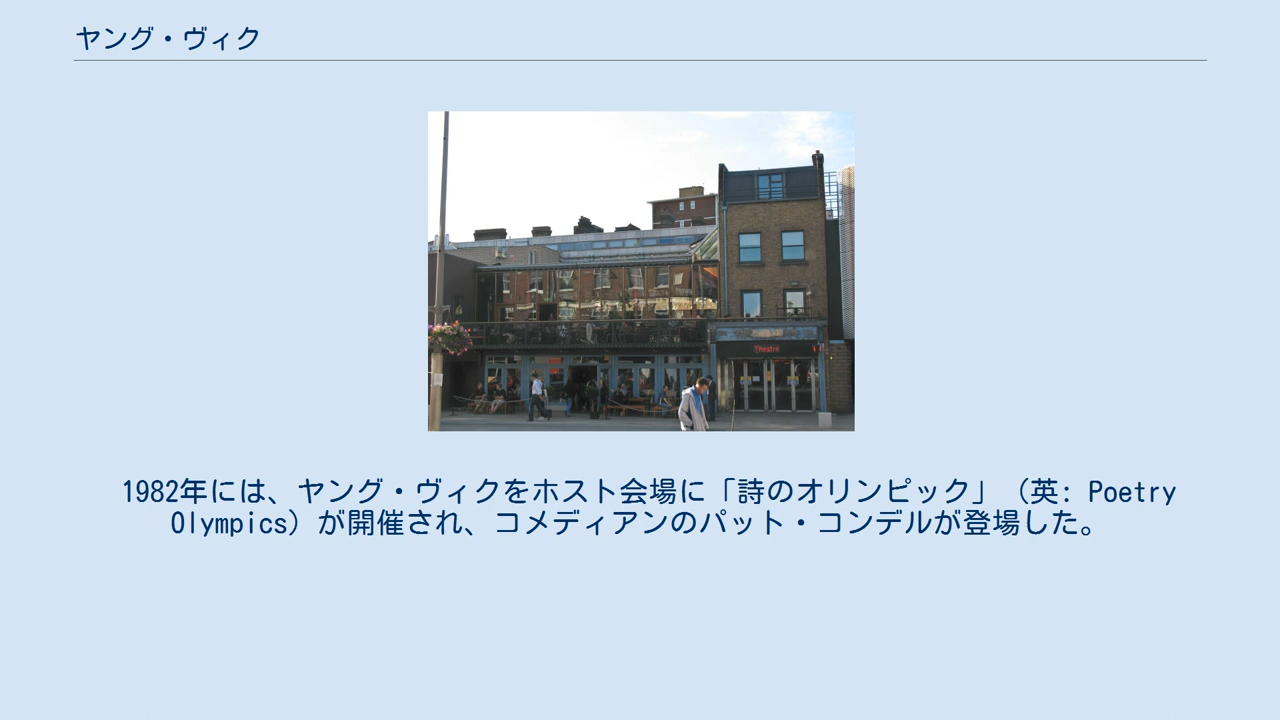 ヤング・ヴィク
Theatre
1982年には、ヤング・ヴィクをホスト会場に「詩のオリンピック」（英: Poetry
Olympics）が開催され、コメディアンのパット・コンデルが登場した。